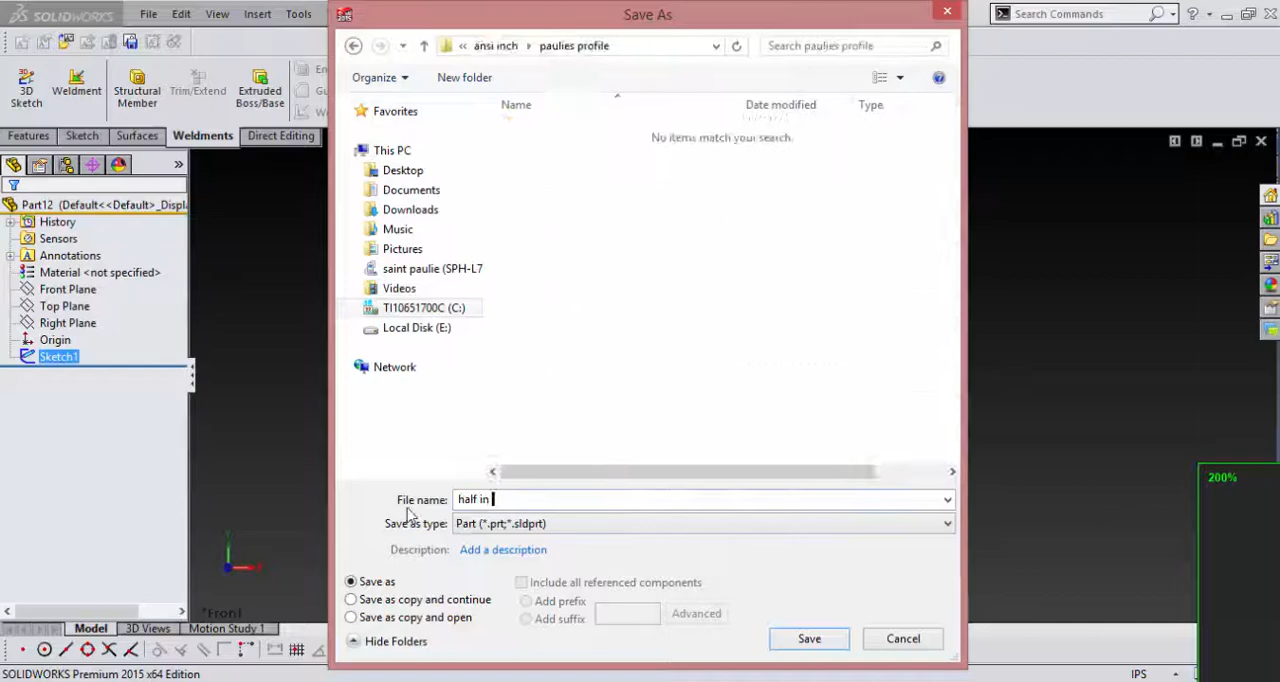 SOLIDWORKS File Edit View Insert Tools
Save As
2015
Search Commands
ansi inch paulies profile
Search paulies profile
Organize New folder
3D Sketch Weldment Structural Member Trim/Extend Extruded Boss/Base
Features Sketch Surfaces Weldments Direct Editing
Name Date modified Type
No items match your search.
Part12 (Default<<Default>_Displ
History
Sensors
Annotations
Material <not specified>
Front Plane
Top Plane
Right Plane
Origin
Sketch1
Favorites
This PC
Desktop
Documents
Downloads
Music
Pictures
saint paulie (SPH-L7
Videos
TI10651700C (C:)
Local Disk (E:)
Network
File name: half in
Save as type: Part (*.prt;*.sldprt)
Description: Add a description
Save as
Save as copy and continue
Save as copy and open
Include all referenced components
Add prefix
Add suffix
Advanced
Hide Folders
Save Cancel
200%
*Front
Model 3D Views Motion Study 1
SOLIDWORKS Premium 2015 x64 Edition
IPS